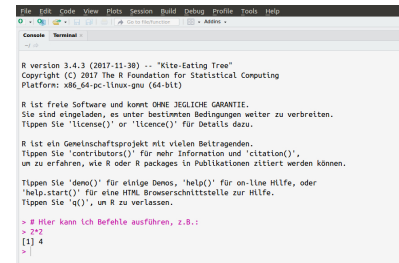 File Edit Code View Plots Session Build Debug Profile Tools Help
Go to file/function Addins
Console Terminal ×
~/
R version 3.4.3 (2017-11-30) -- "Kite-Eating Tree"
Copyright (C) 2017 The R Foundation for Statistical Computing
Platform: x86_64-pc-linux-gnu (64-bit)
R ist freie Software und kommt OHNE JEGLICHE GARANTIE.
Sie sind eingeladen, es unter bestimmten Bedingungen weiter zu verbreiten.
Tippen Sie 'license()' or 'licence()' für Details dazu.
R ist ein Gemeinschaftsprojekt mit vielen Beitragenden.
Tippen Sie 'contributors()' für mehr Information und 'citation()',
um zu erfahren, wie R oder R packages in Publikationen zitiert werden können.
Tippen Sie 'demo()' für einige Demos, 'help()' für on-line Hilfe, oder
'help.start()' für eine HTML Browserschnittstelle zur Hilfe.
Tippen Sie 'q()', um R zu verlassen.
> # Hier kann ich Befehle ausführen, z.B.:
> 2*2
[1] 4
>